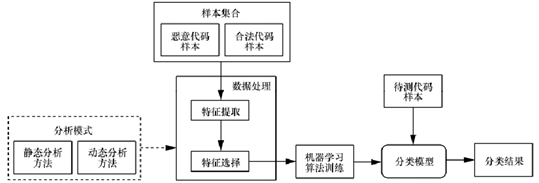 样本集合
恶意代码
样本
合法代码
样本
数据处理
特征提取
特征选择
分析模式
静态分析
方法
动态分析
方法
机器学习
算法训练
待测代码
样本
分类模型
分类结果